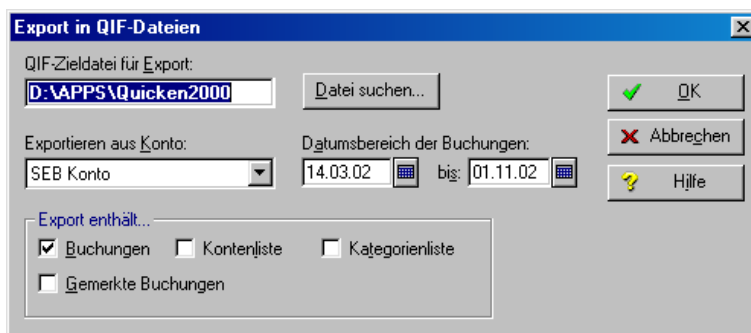 Export in QIF-Dateien
QIF-Zieldatei für Export:
D:\APPS\Quicken2000
Datei suchen...
OK
Exportieren aus Konto:
Datumsbereich der Buchungen:
Abbrechen
SEB Konto
14.03.02 bis: 01.11.02
Hilfe
Export enthält...
Buchungen Kontenliste Kategorienliste
Gemerkte Buchungen